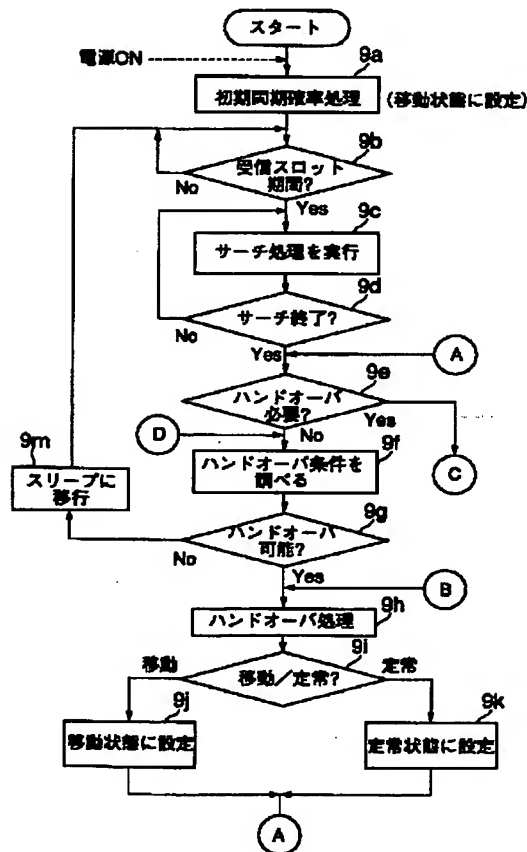 スタート
電源ON
9a
初期同期確率処理
(移動状態に設定)
9b
受信スロット
期間?
No
Yes
9c
サーチ処理を実行
9d
サーチ終了?
No
Yes
A
9e
ハンドオーバ
必要?
Yes
D
No
9m
9f
スリープに
移行
ハンドオーバ条件を
調べる
C
9g
ハンドオーバ
可能?
No
Yes
B
ハンドオーバ処理
9h
9i
移動
移動/定常?
定常
9j
9k
移動状態に設定
定常状態に設定
A